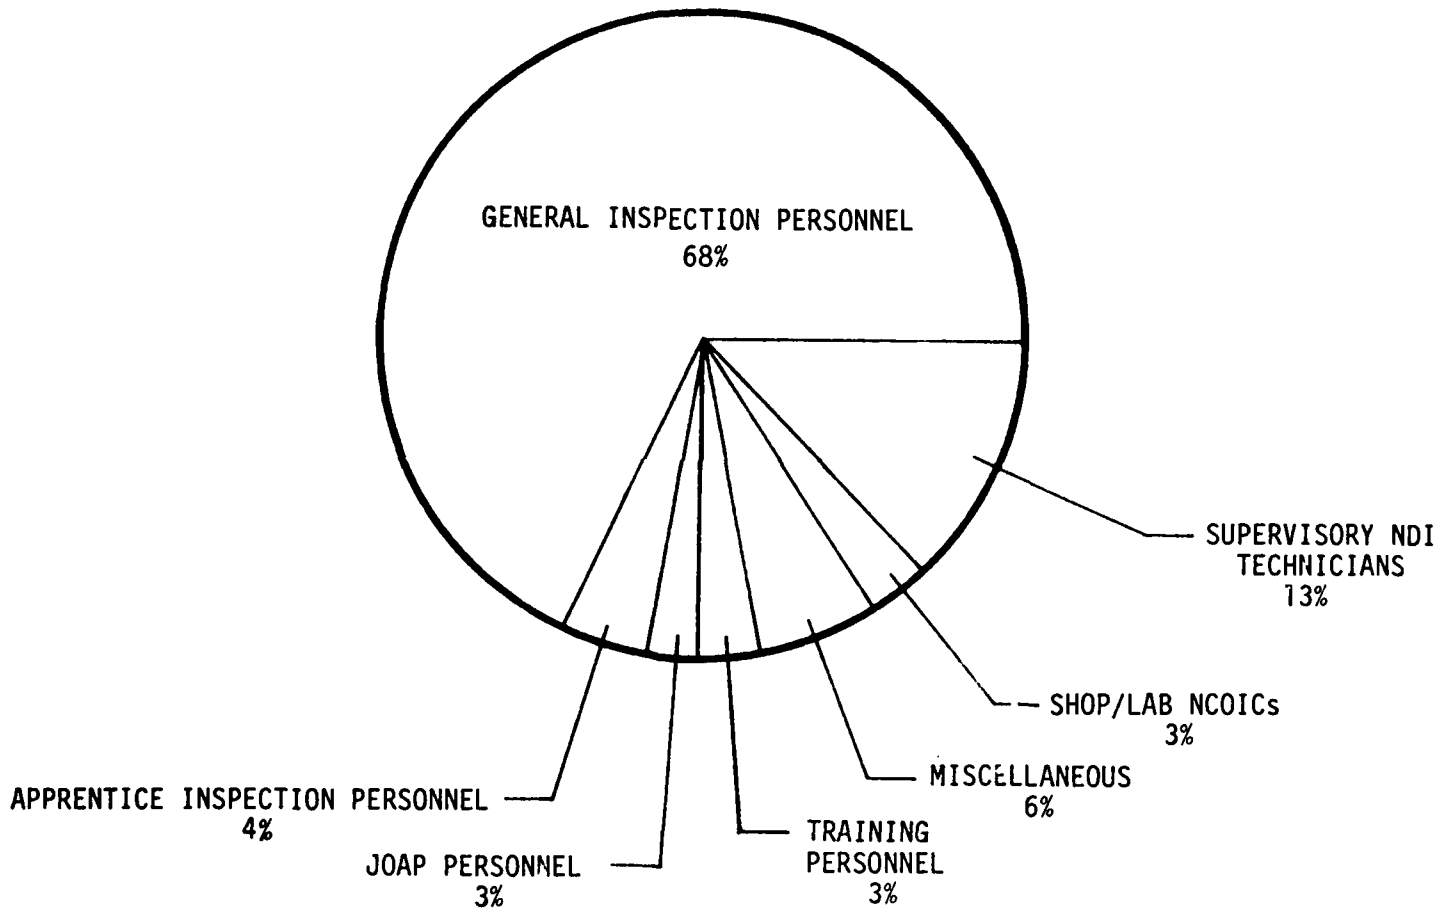 GENERAL INSPECTION PERSONNEL
68%
SUPERVISORY NDI
TECHNICIANS
13%
SHOP/LAB NCOICs
3%
MISCELLANEOUS
6%
TRAINING
PERSONNEL
3%
JOAP PERSONNEL
3%
APPRENTICE INSPECTION PERSONNEL
4%